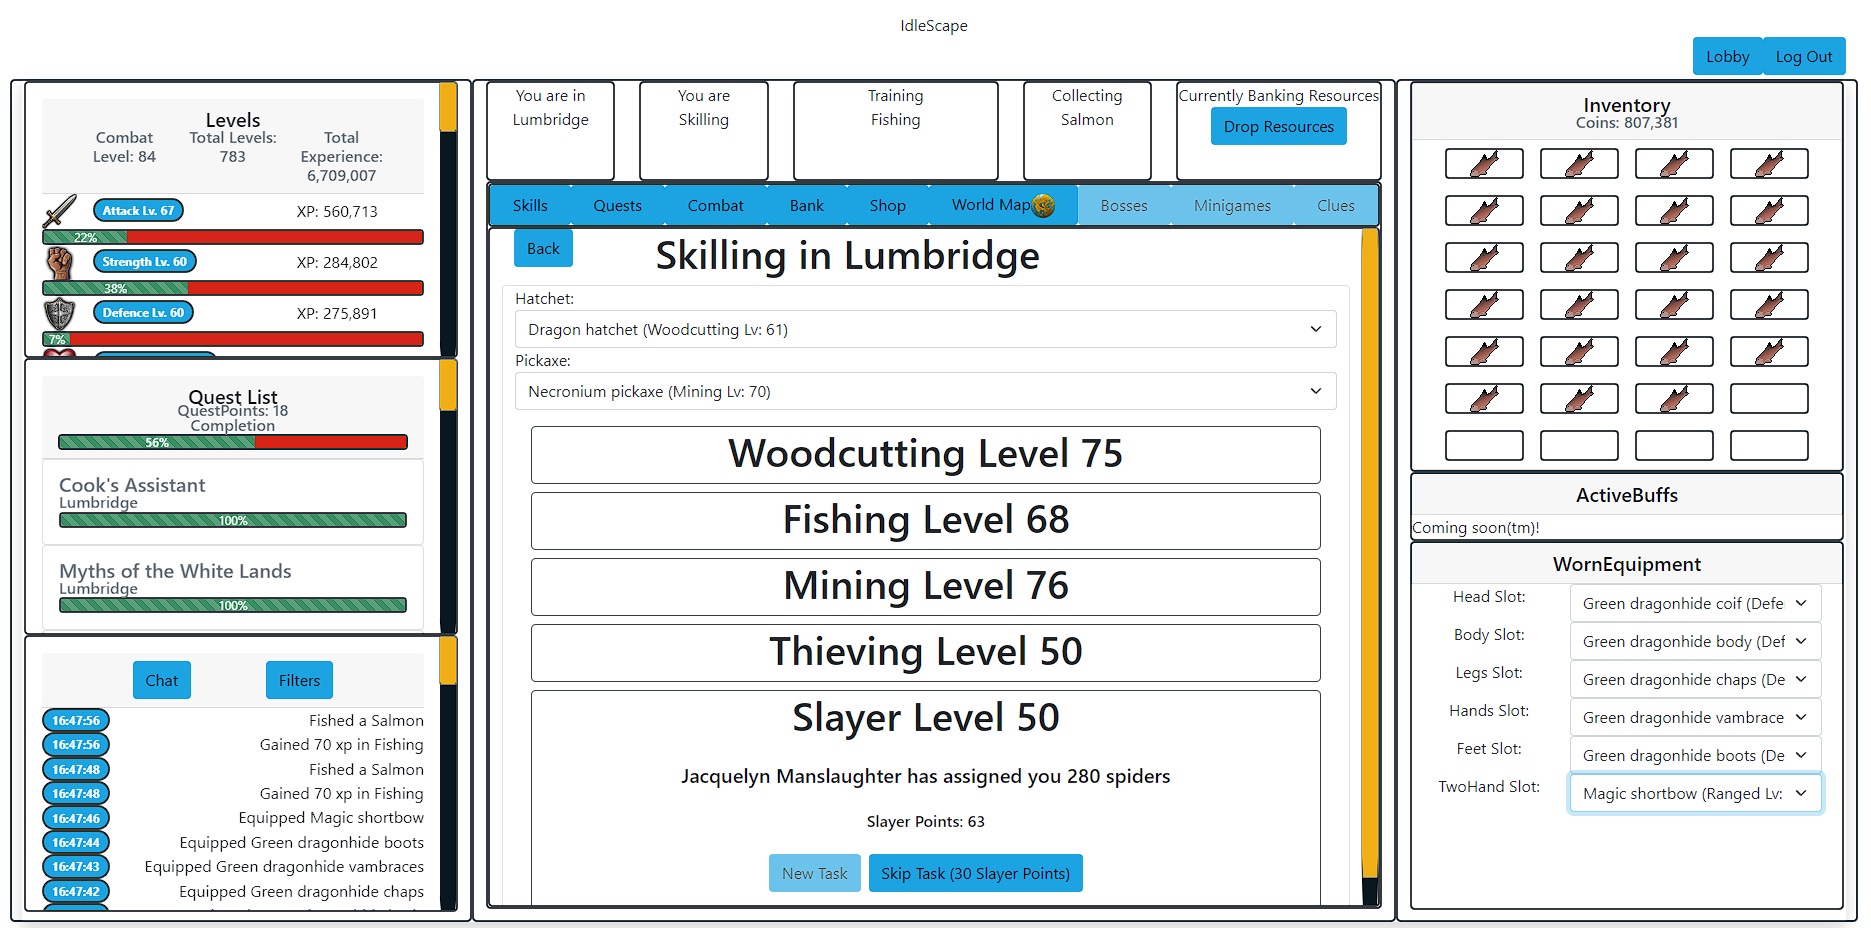 IdleScape
Lobby
Log Out
Levels
Combat Level: 84
Total Levels: 783
Total Experience: 6,709,007
Attack Lv. 67
XP: 560,713
22%
Strength Lv. 60
XP: 284,802
38%
Defence Lv. 60
XP: 275,891
7%
Quest List
QuestPoints: 18
Completion
56%
Cook's Assistant
Lumbridge
100%
Myths of the White Lands
Lumbridge
100%
Chat
Filters
16:47:56 Fished a Salmon
16:47:56 Gained 70 xp in Fishing
16:47:48 Fished a Salmon
16:47:48 Gained 70 xp in Fishing
16:47:46 Equipped Magic shortbow
16:47:44 Equipped Green dragonhide boots
16:47:43 Equipped Green dragonhide vambraces
16:47:42 Equipped Green dragonhide chaps
You are in
Lumbridge
You are
Skilling
Training
Fishing
Collecting
Salmon
Currently Banking Resources
Drop Resources
Skills
Quests
Combat
Bank
Shop
World Map
Bosses
Minigames
Clues
Back
Skilling in Lumbridge
Hatchet:
Dragon hatchet (Woodcutting Lv: 61)
Pickaxe:
Necronium pickaxe (Mining Lv: 70)
Woodcutting Level 75
Fishing Level 68
Mining Level 76
Thieving Level 50
Slayer Level 50
Jacquelyn Manslaughter has assigned you 280 spiders
Slayer Points: 63
New Task
Skip Task (30 Slayer Points)
Inventory
Coins: 807,381
ActiveBuffs
Coming soon(tm)!
WornEquipment
Head Slot: Green dragonhide coif (Defe
Body Slot: Green dragonhide body (Def
Legs Slot: Green dragonhide chaps (De
Hands Slot: Green dragonhide vambrace
Feet Slot: Green dragonhide boots (De
TwoHand Slot: Magic shortbow (Ranged Lv: